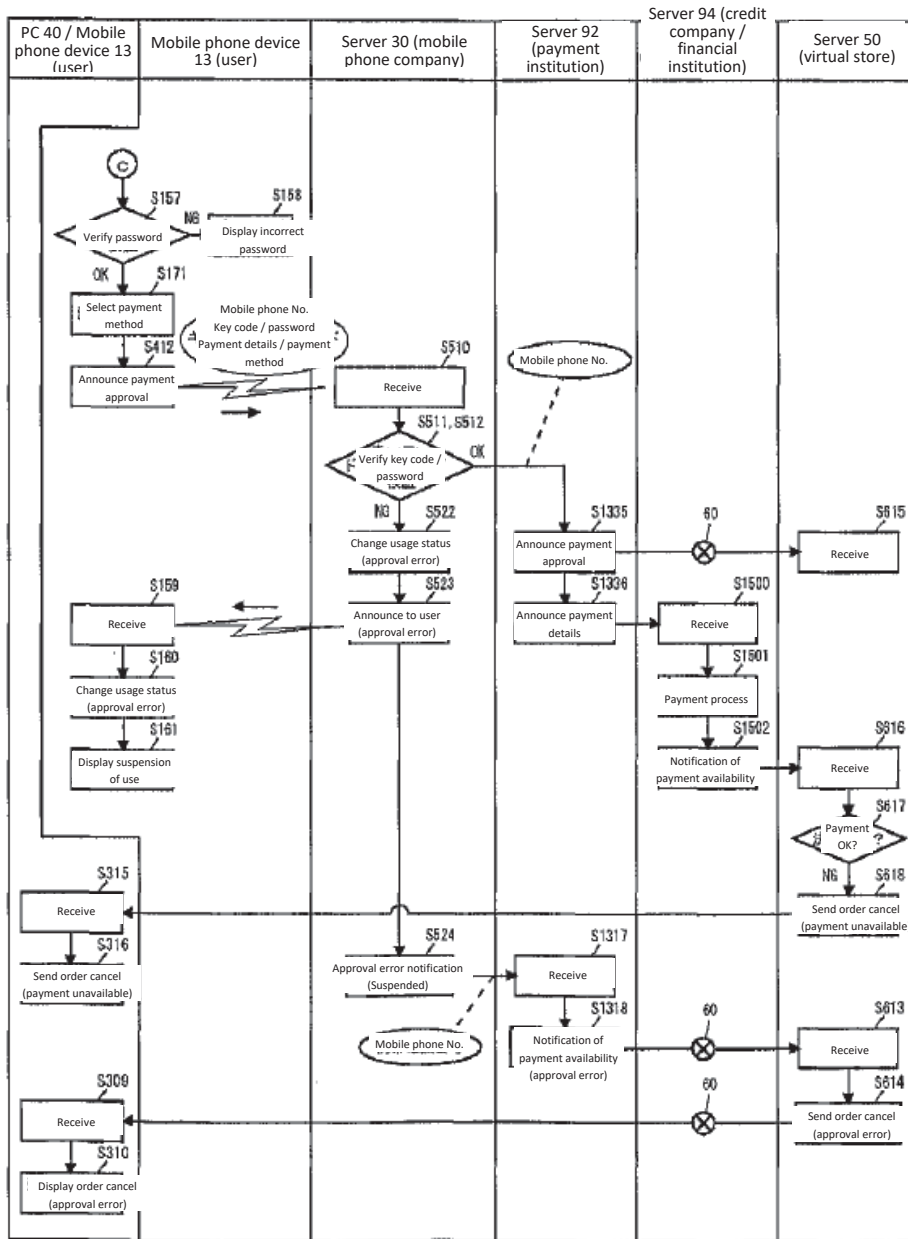 PC 40 / Mobile
phone device 13
(user)
Mobile phone device
13 (user)
Server 30 (mobile
phone company)
Server 92
(payment
institution)
Server 94 (credit
company /
financial
institution)
Server 50
(virtual store)
C
S157
Verify password
NG
S158
Display incorrect
password
OK
S171
Select payment
method
Mobile phone No.
Key code / password
Payment details / payment
method
S412
Announce payment
approval
S510
Receive
Mobile phone No.
S511, S512
Verify key code /
password
OK
NG
S522
Change usage status
(approval error)
S1335
Announce payment
approval
60
S615
Receive
S159
Receive
S523
Announce to user
(approval error)
S1336
Announce payment
details
S1500
Receive
S160
Change usage status
(approval error)
S1501
Payment process
S161
Display suspension
of use
S1502
Notification of
payment availability
S616
Receive
S617
Payment
OK?
?
NG
S618
Send order cancel
(payment unavailable
S315
Receive
S316
Send order cancel
(payment unavailable)
S524
Approval error notification
(Suspended)
S1317
Receive
Mobile phone No.
S1318
Notification of
payment availability
(approval error)
60
S613
Receive
S309
Receive
60
S614
Send order cancel
(approval error)
S310
Display order cancel
(approval error)